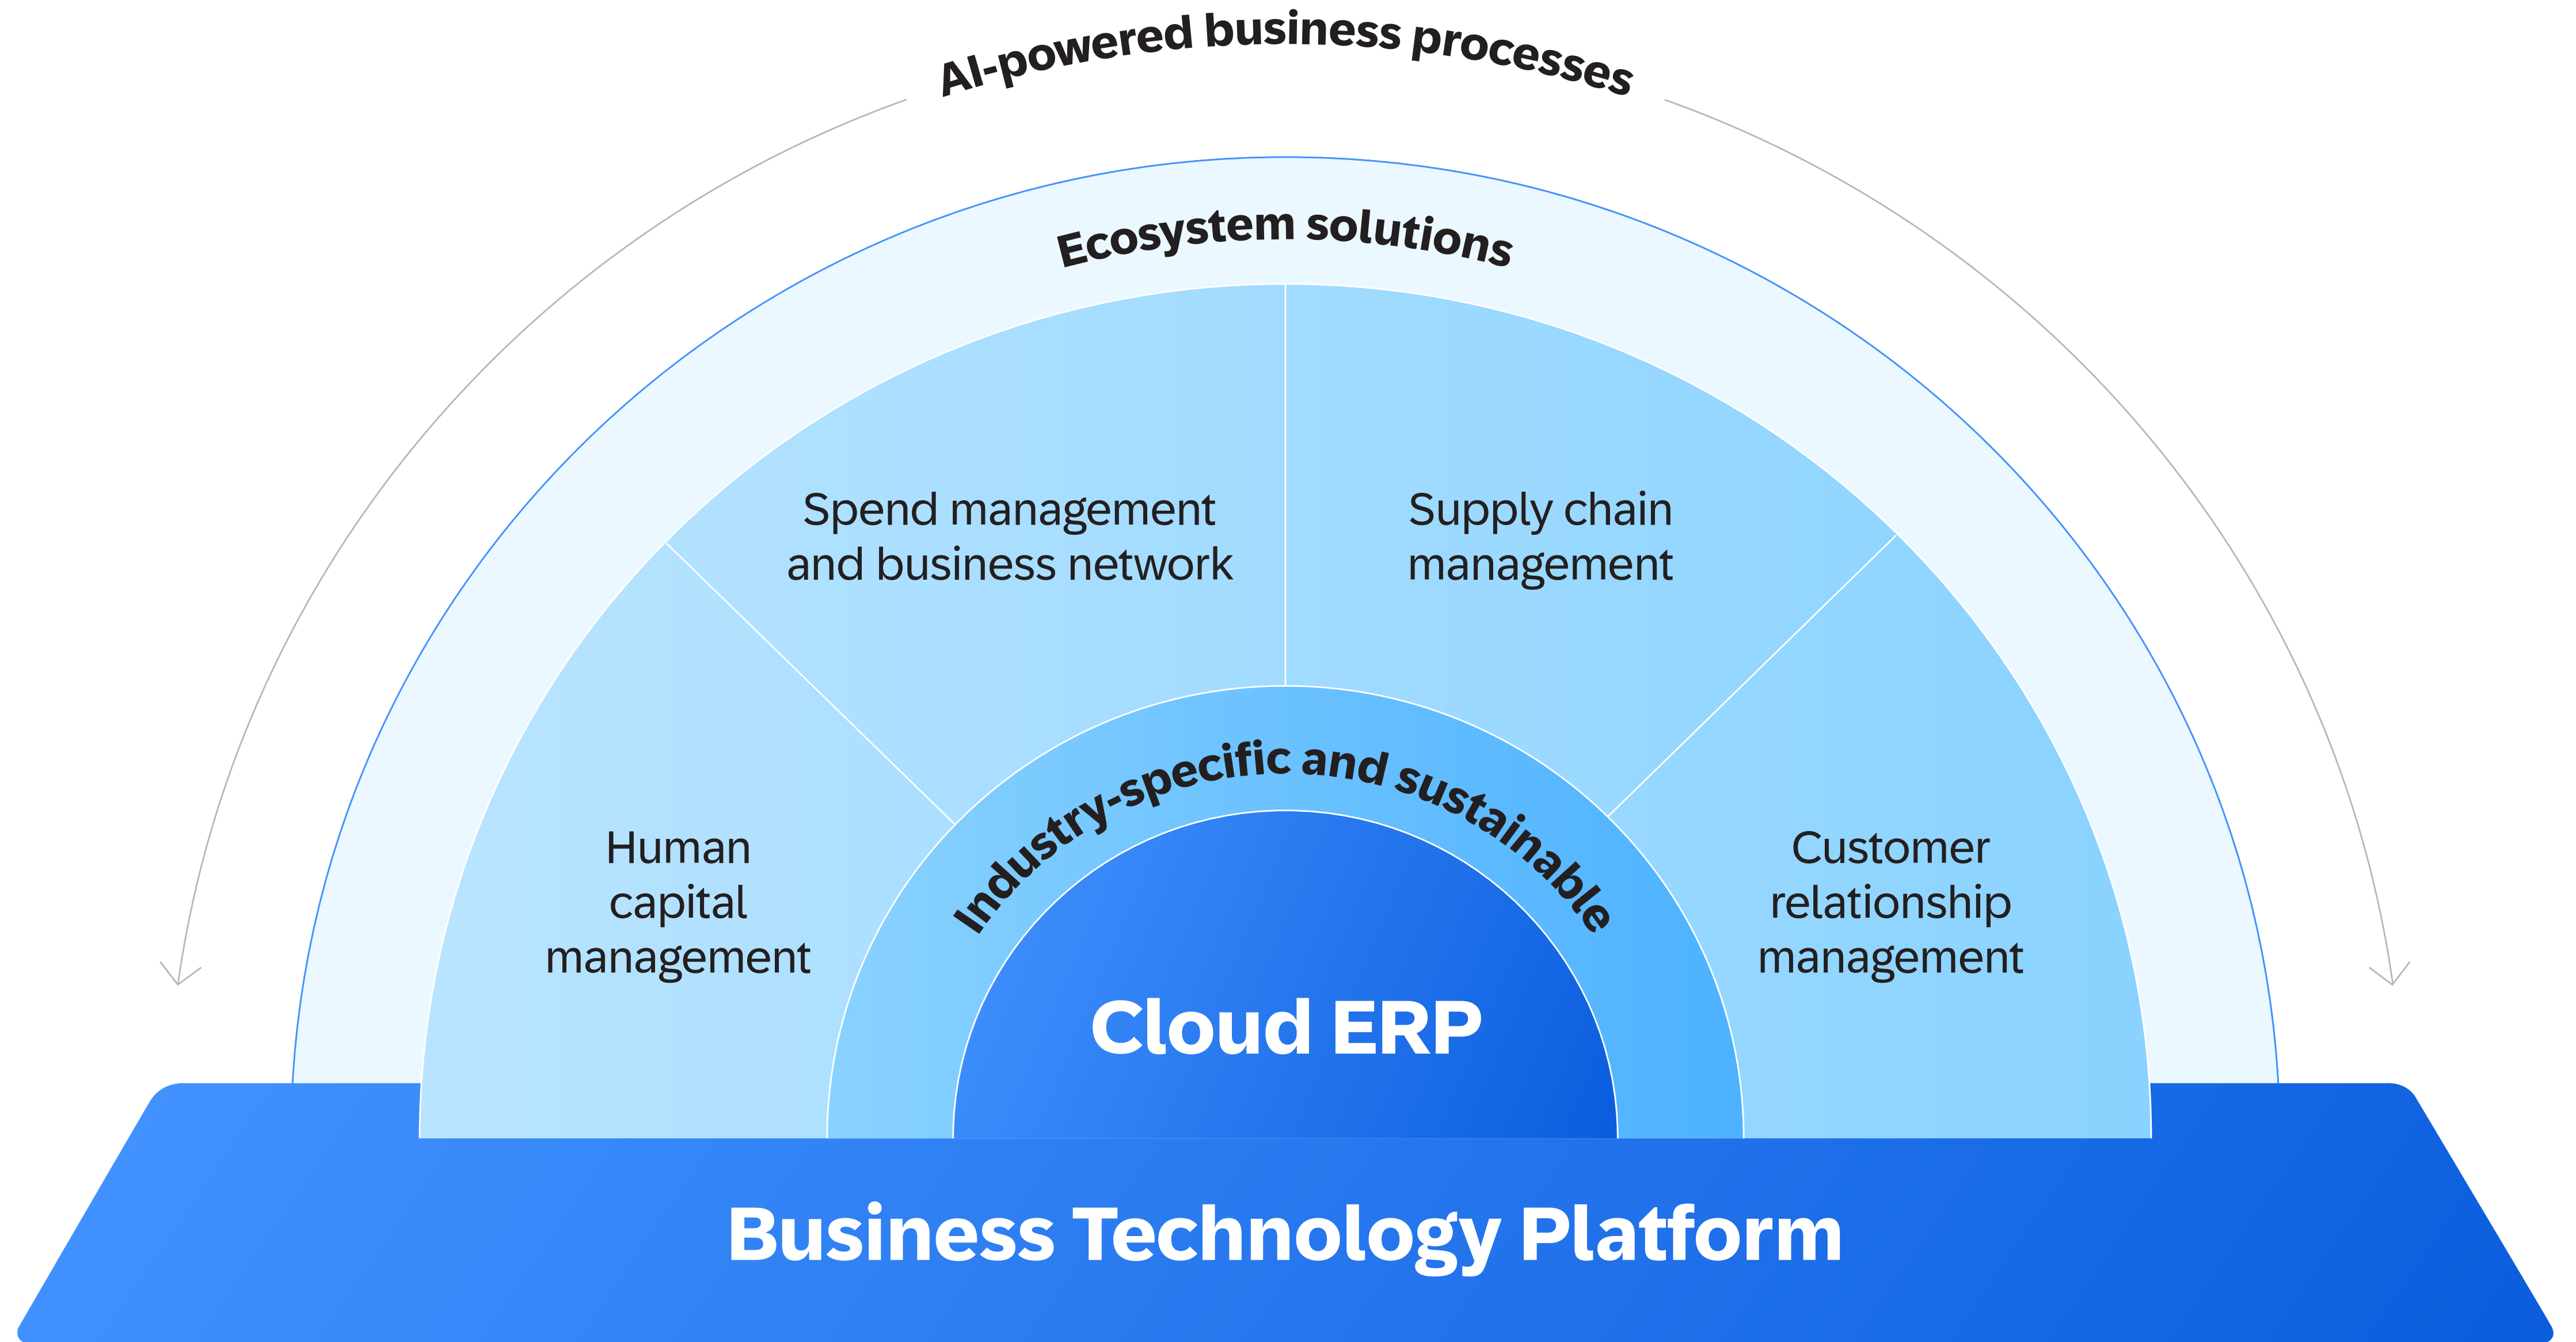 AI-powered business processes
Ecosystem solutions
Spend management
and business network
Supply chain
management
Human
capital
management
Industry-specific and sustainable
Customer
relationship
management
Cloud ERP
Business Technology Platform